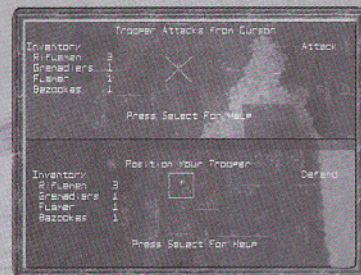 Trooper Attacks from Cursor
Inventory Attack
Riflemen 3
Grenadiers 1
Flamer 1
Bazookas 1
Press Select For Help
Position Your Trooper
Inventory Defend
Riflemen 3
Grenadiers 1
Flamer 1
Bazookas 1
Press Select For Help